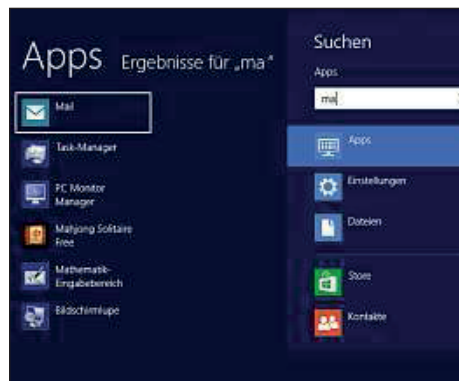 Apps Ergebnisse für „ma“
Mail
Task-Manager
PC Monitor
Manager
Mahjong Solitaire
Free
Mathematik-
Eingabebereich
Bildschirmlupe
Suchen
Apps
ma
Apps
Einstellungen
Dateien
Store
Kontakte